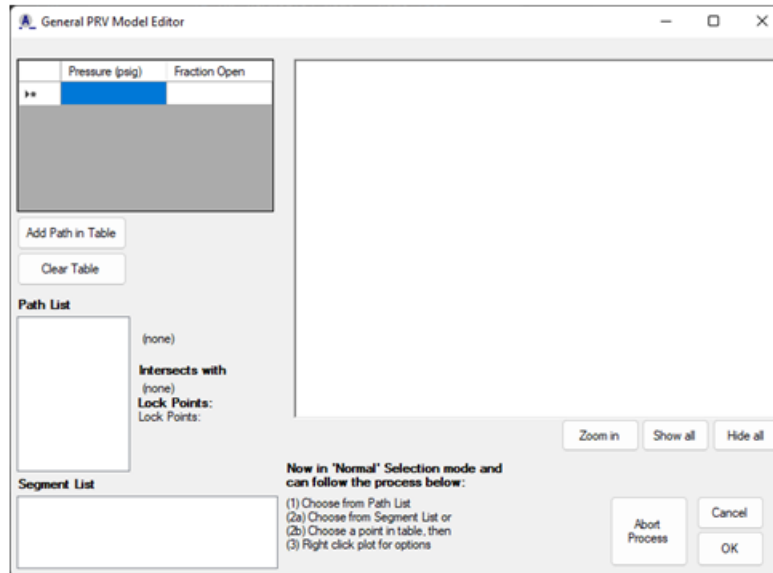 General PRV Model Editor
Pressure (psig) Fraction Open
Add Path in Table
Clear Table
Path List
(none)
Intersects with
(none)
Lock Points:
Lock Points:
Zoom in Show all Hide all
Segment List
Now in 'Normal' Selection mode and
can follow the process below:
(1) Choose from Path List
(2a) Choose from Segment List or
(2b) Choose a point in table, then
(3) Right click plot for options
Abort
Process
Cancel
OK